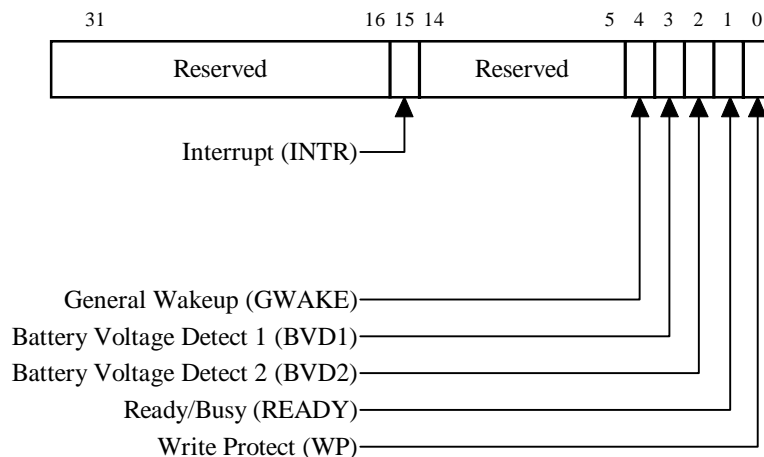 31 16 15 14 5 4 3 2 1 0
Reserved Reserved
Interrupt (INTR)
General Wakeup (GWAKE)
Battery Voltage Detect 1 (BVD1)
Battery Voltage Detect 2 (BVD2)
Ready/Busy (READY)
Write Protect (WP)